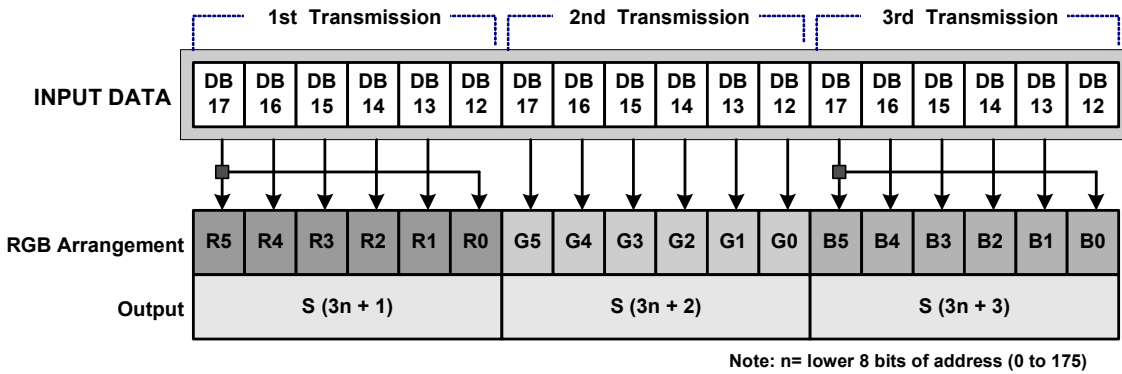 1st Transmission 2nd Transmission 3rd Transmission
INPUT DATA DB 17 DB 16 DB 15 DB 14 DB 13 DB 12 DB 17 DB 16 DB 15 DB 14 DB 13 DB 12 DB 17 DB 16 DB 15 DB 14 DB 13 DB 12
RGB Arrangement R5 R4 R3 R2 R1 R0 G5 G4 G3 G2 G1 G0 B5 B4 B3 B2 B1 B0
Output S (3n + 1) S (3n + 2) S (3n + 3)
Note: n= lower 8 bits of address (0 to 175)